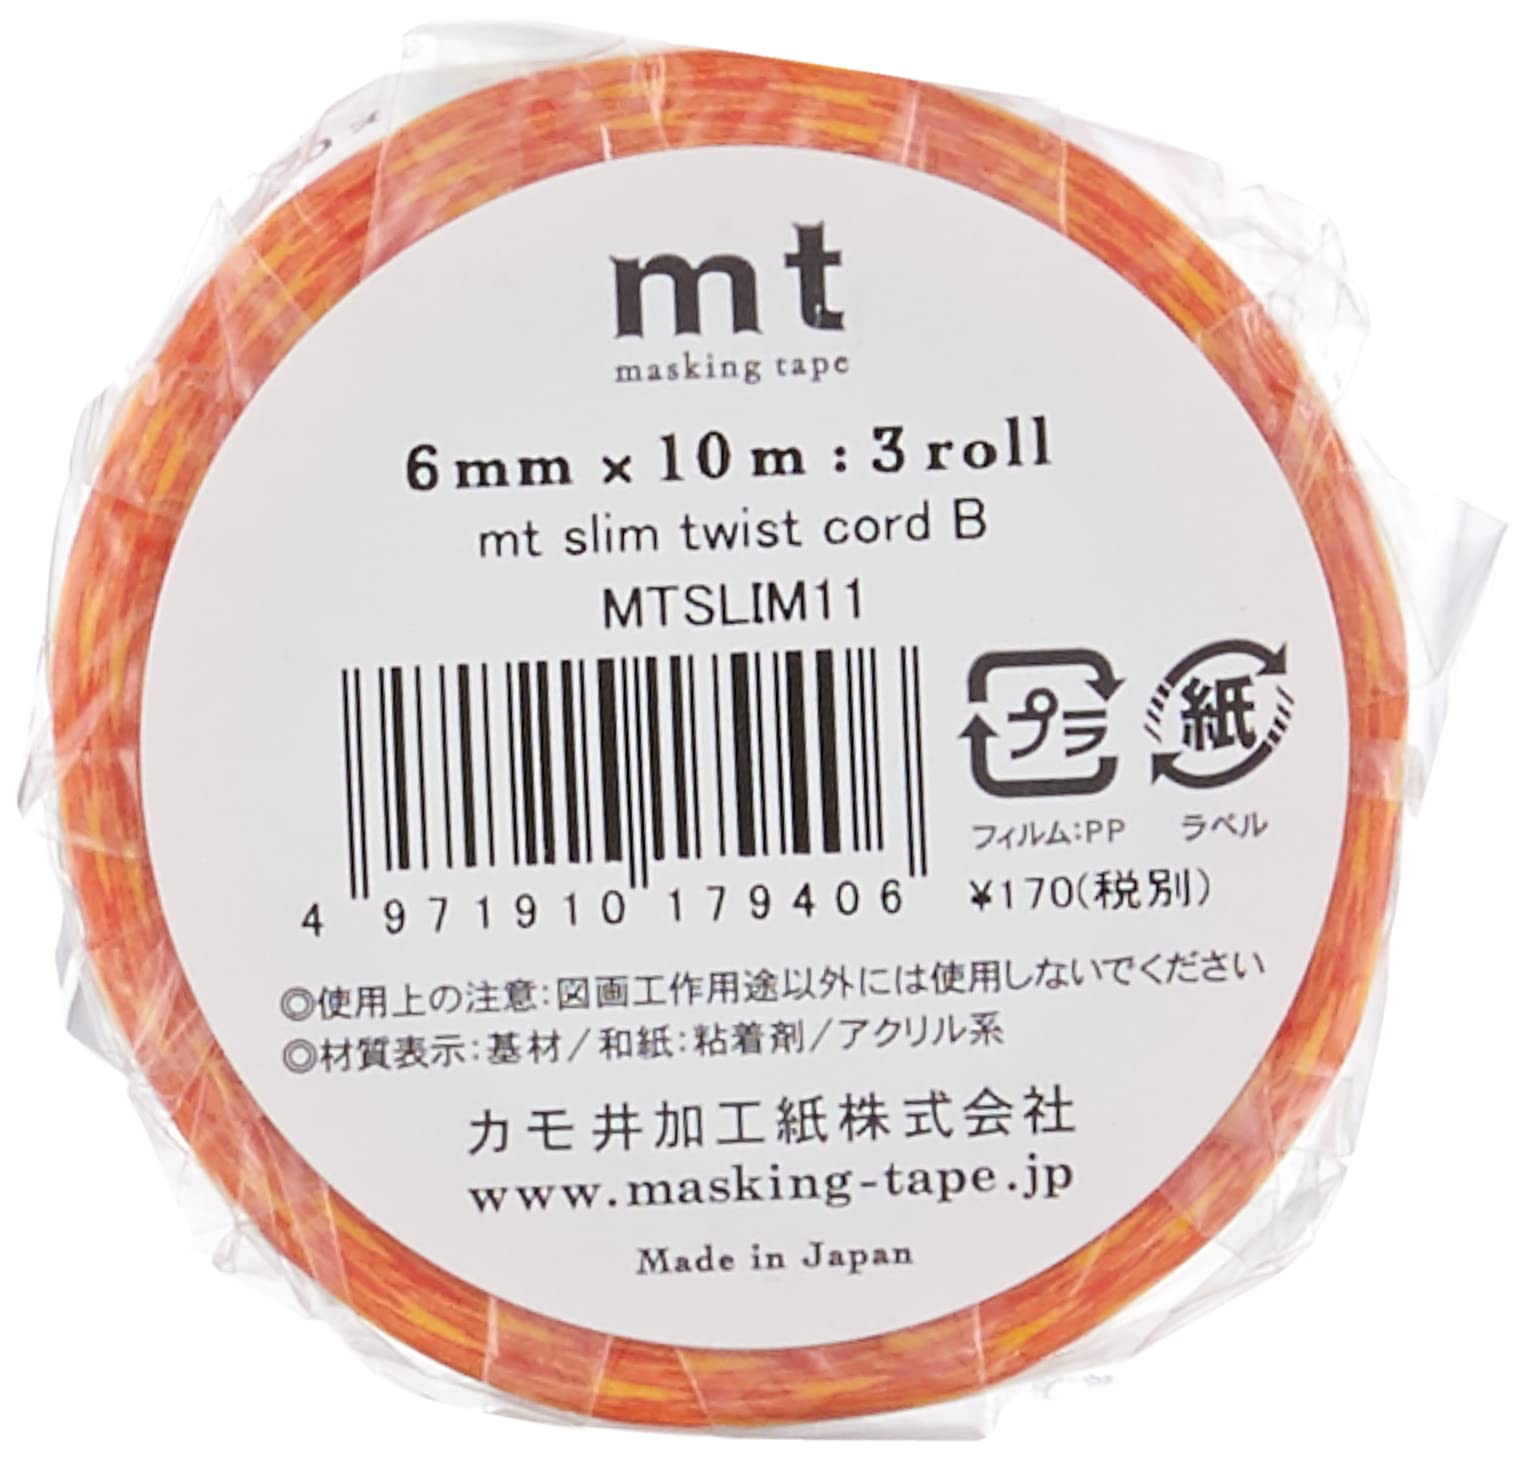 mt
masking tape
6mm × 10m : 3roll
mt slim twist cord B
MTSLIM11
プラ 紙
フィルム:PP ラベル
4 971910 179406
¥170(税別)
◎使用上の注意:図画工作用途以外には使用しないでください
◎材質表示:基材/和紙:粘着剤/アクリル系
カモ井加工紙株式会社
www.masking-tape.jp
Made in Japan